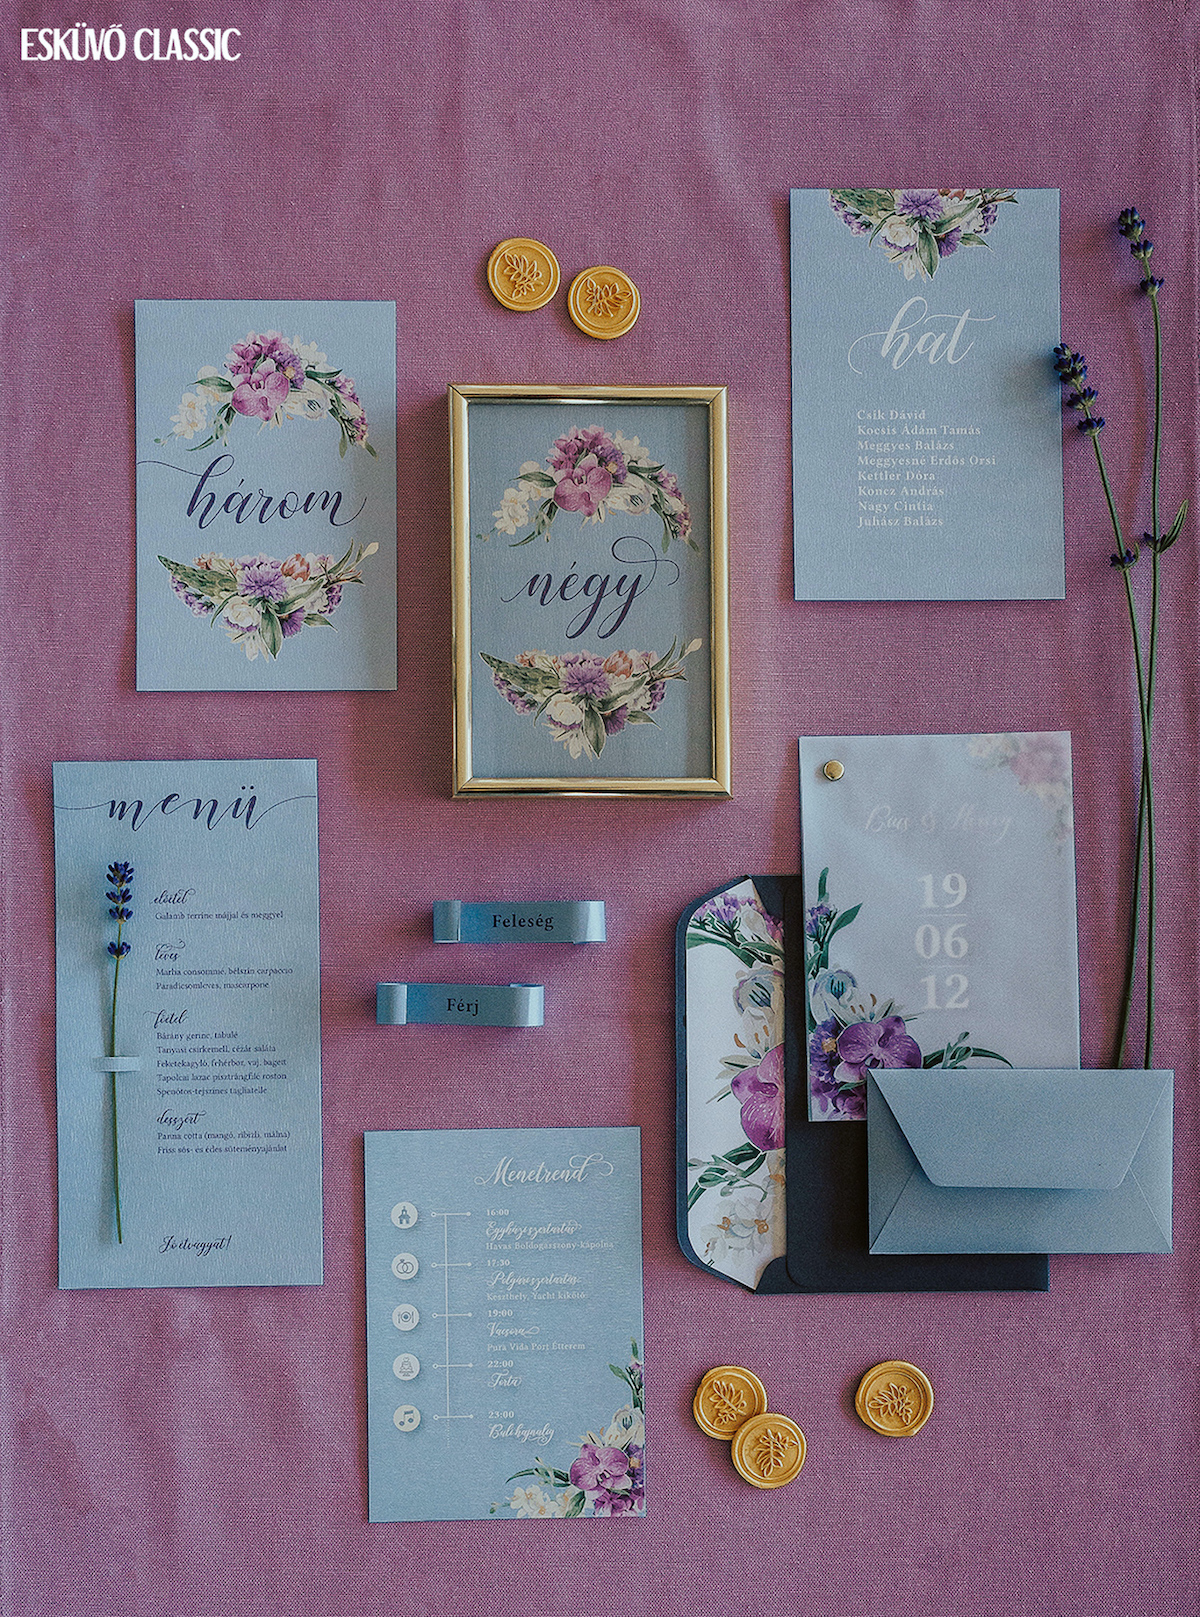 ESKÜVŐ CLASSIC
három
négy
hat
Csik Dávid
Kocsis Ádám Tamás
Meggyes Balázs
Meggyesné Erdős Orsi
Kettler Dóra
Koncz András
Nagy Cintia
Juhász Balázs
menü
előétel
Galamb terrine májjal és meggyel
leves
Marha consommé, bélszín carpaccio
Paradicsomleves, mascarpone
főétel
Bárány gerinc, tabulé
Tanyasi csirkemell, cézár saláta
Feketekagyló, fehérbor, vaj, bagett
Tapolcai lazac pisztrángfilé roston
Spenótos-tejszínes tagliatelle
desszert
Panna cotta (mangó, ribizli, málna)
Friss sós- és édes süteményajánlat
Jó étvágyat!
Feleség
Férj
19
06
12
Menetrend
16:00
Egyházi szertartás
Havas Boldogasszony-kápolna
17:30
Polgári szertartás
Keszthely, Yacht kikötő
19:00
Vacsora
Pura Vida Port Étterem
22:00
Torta
23:00
Buli hajnalig